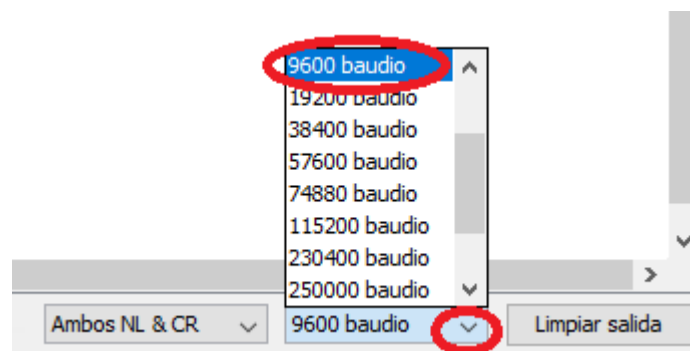 9600 baudio
19200 baudio
38400 baudio
57600 baudio
74880 baudio
115200 baudio
230400 baudio
250000 baudio
Ambos NL & CR
9600 baudio
Limpiar salida